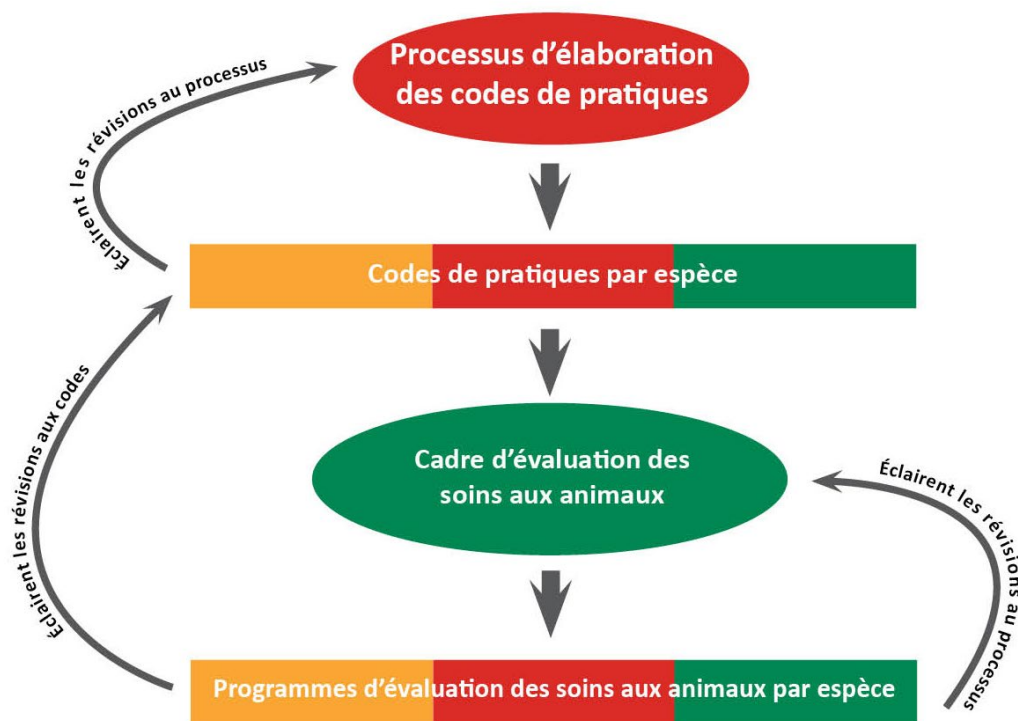 Processus d'élaboration
des codes de pratiques
Éclairent les révisions au processus
Codes de pratiques par espèce
Éclairent les révisions aux codes
Cadre d'évaluation des
soins aux animaux
Éclairent les révisions au processus
Programmes d'évaluation des soins aux animaux par espèce